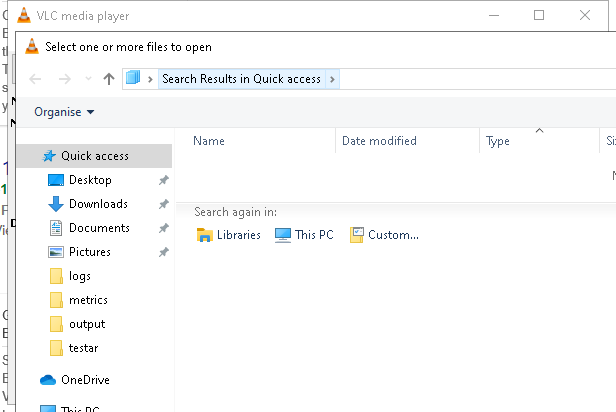 VLC media player
Select one or more files to open
Search Results in Quick access
Organise
Name Date modified Type
Quick access
Desktop
Downloads
Documents
Pictures
logs
metrics
output
testar
OneDrive
This PC
Search again in:
Libraries This PC Custom...